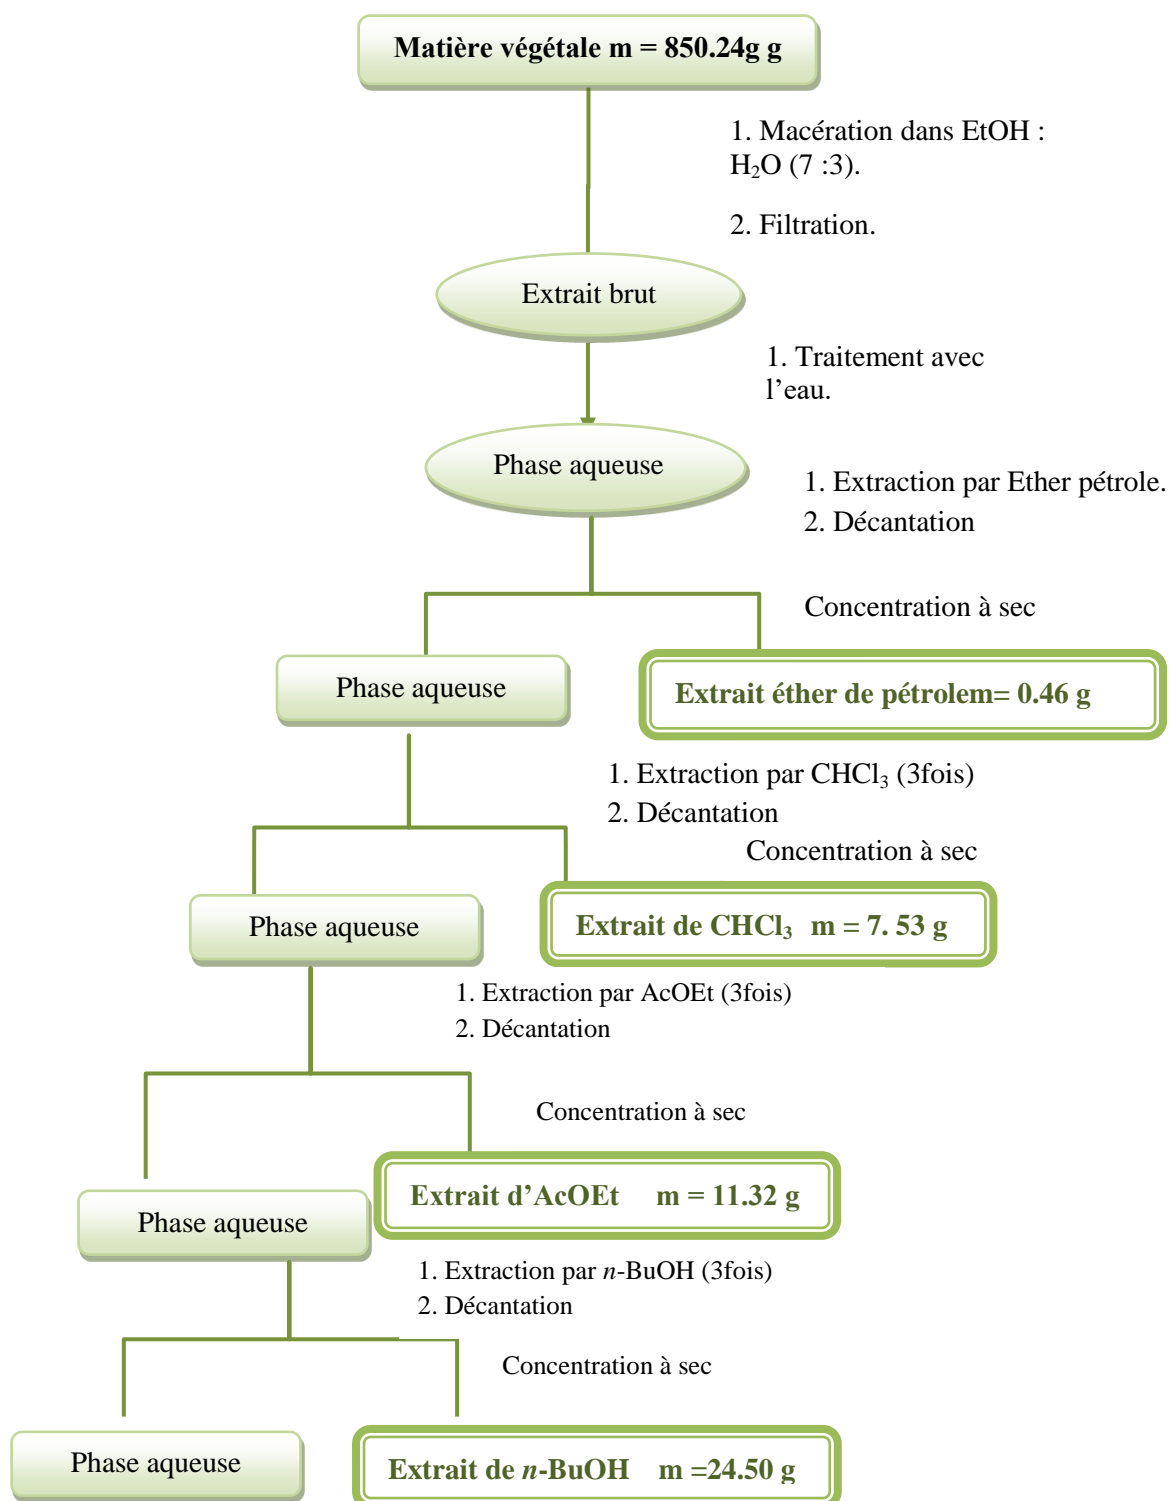 Matière végétale m = 850.24g g
1. Macération dans EtOH :
H₂O (7 :3).
2. Filtration.
Extrait brut
1. Traitement avec
l’eau.
Phase aqueuse
1. Extraction par Ether pétrole.
2. Décantation
Concentration à sec
Phase aqueuse
Extrait éther de pétrolem= 0.46 g
1. Extraction par CHCl₃ (3fois)
2. Décantation
Concentration à sec
Phase aqueuse
Extrait de CHCl₃ m = 7. 53 g
1. Extraction par AcOEt (3fois)
2. Décantation
Concentration à sec
Phase aqueuse
Extrait d’AcOEt m = 11.32 g
1. Extraction par n-BuOH (3fois)
2. Décantation
Concentration à sec
Phase aqueuse
Extrait de n-BuOH m =24.50 g